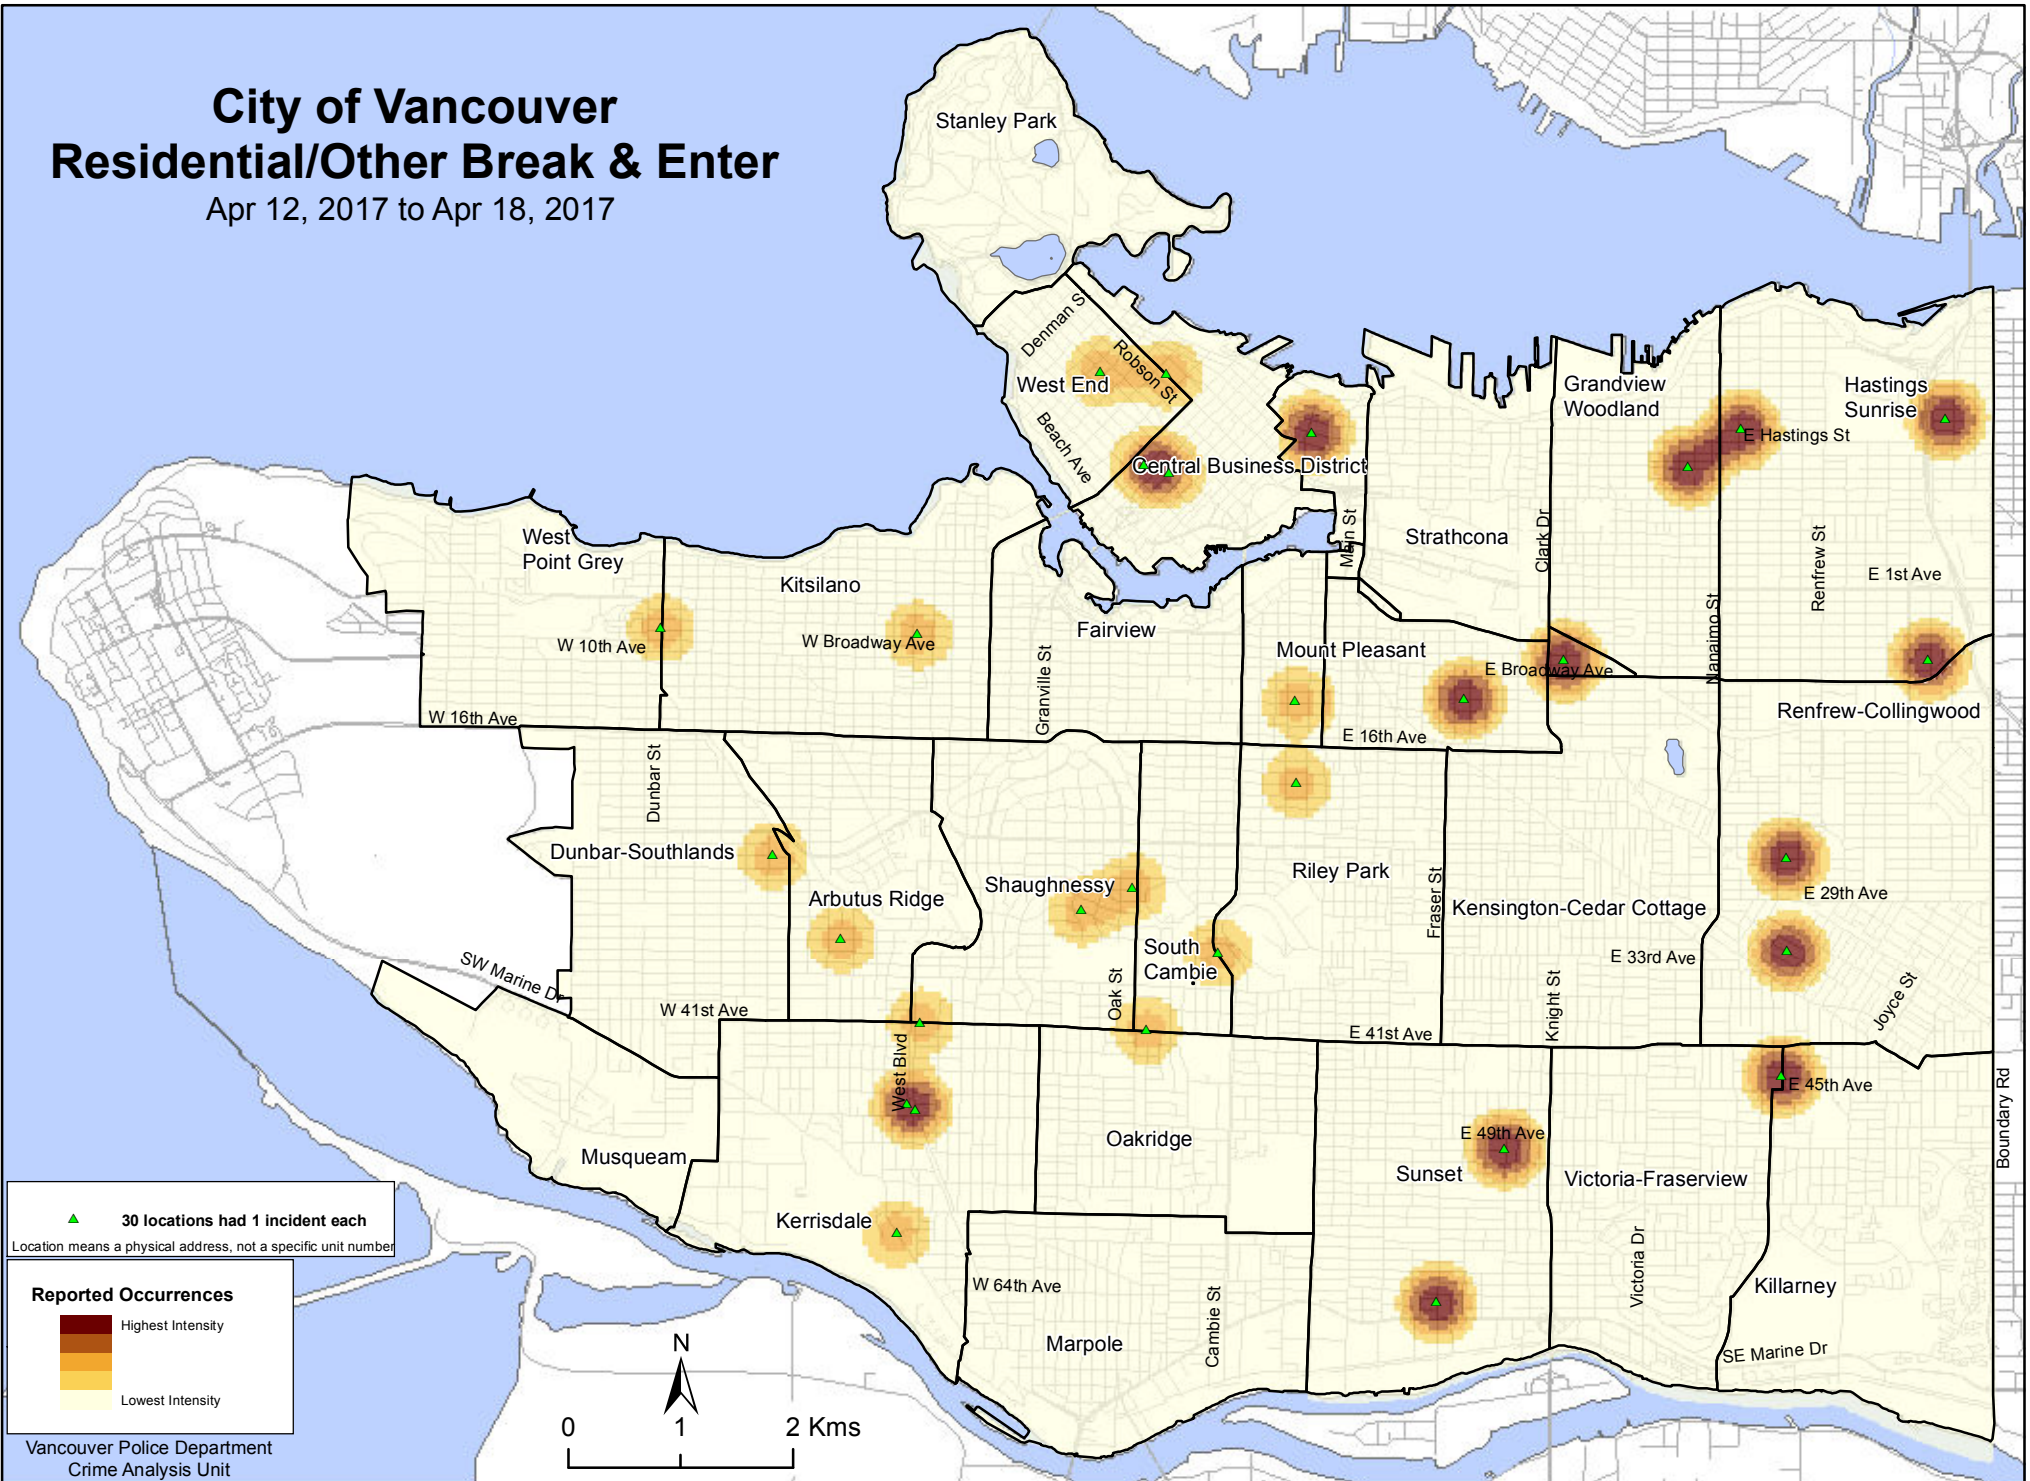 City of Vancouver
Residential/Other Break & Enter
Apr 12, 2017 to Apr 18, 2017
Stanley Park
Denman S
Robson St
West End
Beach Ave
Central Business District
Grandview
Woodland
Hastings
Sunrise
E Hastings St
West
Point Grey
Kitsilano
Fairview
Main St
Strathcona
Clark Dr
Nanaimo St
Renfrew St
E 1st Ave
W 10th Ave
W Broadway Ave
Granville St
Mount Pleasant
E Broadway Ave
W 16th Ave
E 16th Ave
Renfrew-Collingwood
Dunbar St
Dunbar-Southlands
Arbutus Ridge
Shaughnessy
Riley Park
Fraser St
Kensington-Cedar Cottage
E 29th Ave
South
Cambie
Oak St
E 33rd Ave
Knight St
Joyce St
SW Marine Dr
W 41st Ave
E 41st Ave
West Blvd
E 45th Ave
Boundary Rd
Musqueam
Oakridge
E 49th Ave
Sunset
Victoria-Fraserview
Kerrisdale
W 64th Ave
Marpole
Cambie St
Victoria Dr
Killarney
SE Marine Dr
30 locations had 1 incident each
Location means a physical address, not a specific unit number
Reported Occurrences
Highest Intensity
Lowest Intensity
Vancouver Police Department
Crime Analysis Unit
N
0 1 2 Kms